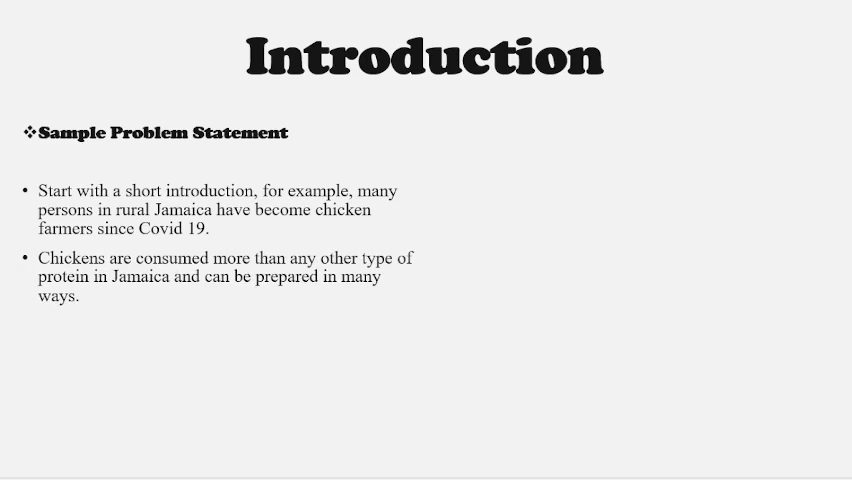 Introduction
❖Sample Problem Statement
• Start with a short introduction, for example, many
persons in rural Jamaica have become chicken
farmers since Covid 19.
• Chickens are consumed more than any other type of
protein in Jamaica and can be prepared in many
ways.